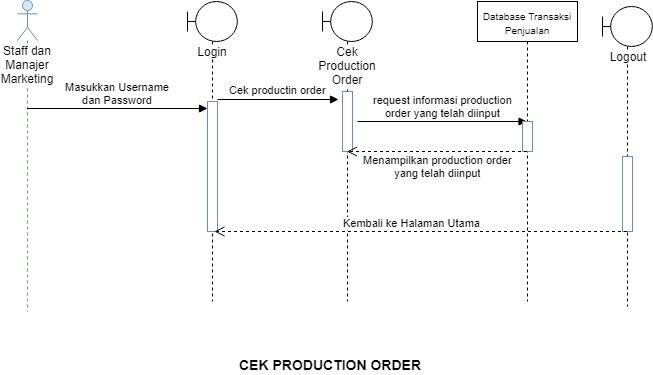 Staff dan
Manajer
Marketing
Login
Cek
Production
Order
Database Transaksi
Penjualan
Logout
Masukkan Username
dan Password
Cek productin order
request informasi production
order yang telah diinput
Menampilkan production order
yang telah diinput
Kembali ke Halaman Utama
CEK PRODUCTION ORDER